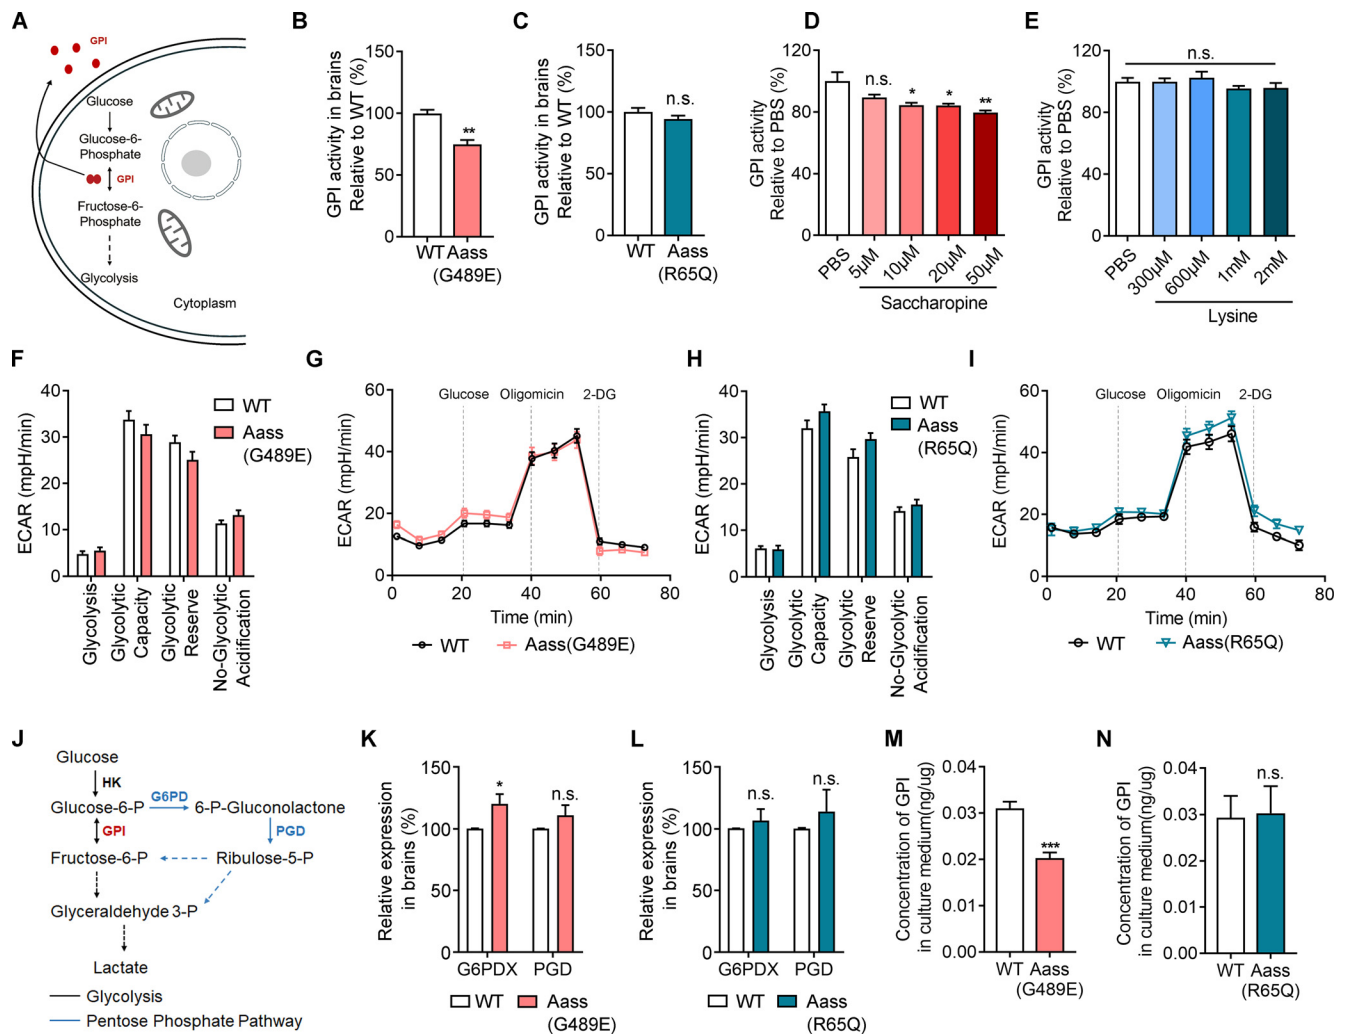 A
GPI
Glucose
Glucose-6-
Phosphate
GPI
Fructose-6-
Phosphate
Glycolysis
Cytoplasm
B
GPI activity in brains
Relative to WT (%)
150
100
50
0
**
WT Aass
(G489E)
C
GPI activity in brains
Relative to WT (%)
150
100
50
0
n.s.
WT Aass
(R65Q)
D
GPI activity
Relative to PBS (%)
120
80
40
0
n.s.
*
*
**
PBS
5µM
10µM
20µM
50µM
Saccharopine
E
GPI activity
Relative to PBS (%)
120
80
40
0
n.s.
PBS
300µM
600µM
1mM
2mM
Lysine
F
ECAR (mpH/min)
40
30
20
10
0
WT
Aass
(G489E)
Glycolysis
Glycolytic
Capacity
Glycolytic
Reserve
No-Glycolytic
Acidification
G
ECAR (mpH/min)
60
40
20
0
Glucose Oligomicin 2-DG
0 20 40 60 80
Time (min)
WT Aass(G489E)
H
ECAR (mpH/min)
40
30
20
10
0
WT
Aass
(R65Q)
Glycolysis
Glycolytic
Capacity
Glycolytic
Reserve
No-Glycolytic
Acidification
I
ECAR (mpH/min)
60
40
20
0
Glucose Oligomicin 2-DG
0 20 40 60 80
Time (min)
WT Aass(R65Q)
J
Glucose
HK
Glucose-6-P G6PD 6-P-Gluconolactone
GPI PGD
Fructose-6-P Ribulose-5-P
Glyceraldehyde 3-P
Lactate
Glycolysis
Pentose Phosphate Pathway
K
Relative expression
in brains (%)
150
100
50
0
*
n.s.
G6PDX PGD
WT Aass
(G489E)
L
Relative expression
in brains (%)
150
100
50
0
n.s.
n.s.
G6PDX PGD
WT Aass
(R65Q)
M
Concentration of GPI
in culture medium(ng/ug)
0.04
0.03
0.02
0.01
0.00
***
WT Aass
(G489E)
N
Concentration of GPI
in culture medium(ng/ug)
0.04
0.03
0.02
0.01
0.00
n.s.
WT Aass
(R65Q)